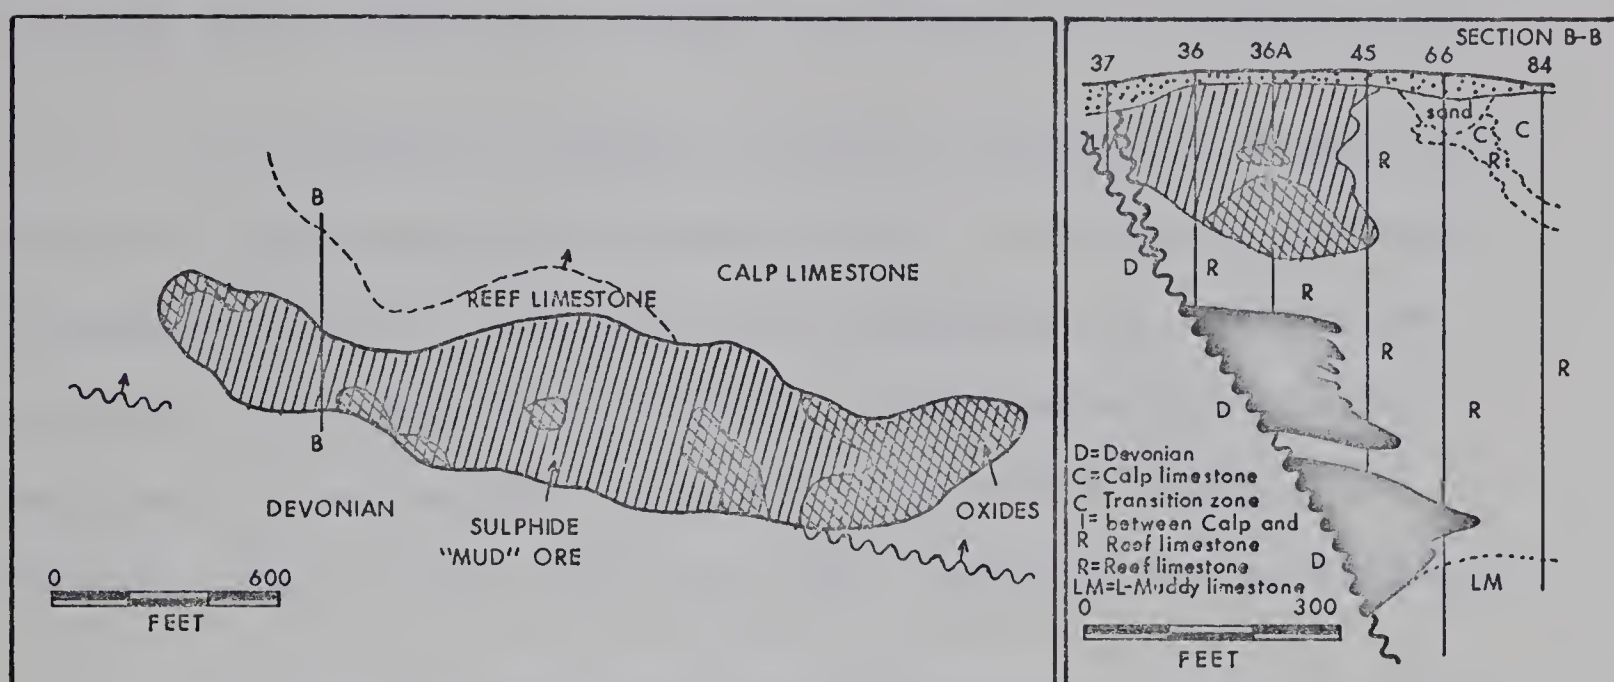 B
CALP LIMESTONE
REEF LIMESTONE
B
DEVONIAN
SULPHIDE
"MUD" ORE
OXIDES
0 600
FEET
SECTION B-B
37 36 36A 45 66 84
sand
C
C
R
R
D
R
R
R
R
D
R
D
LM
D=Devonian
C=Calp limestone
C Transition zone
I= between Calp and
R Reef limestone
R=Reef limestone
LM=L-Muddy limestone
0 300
FEET